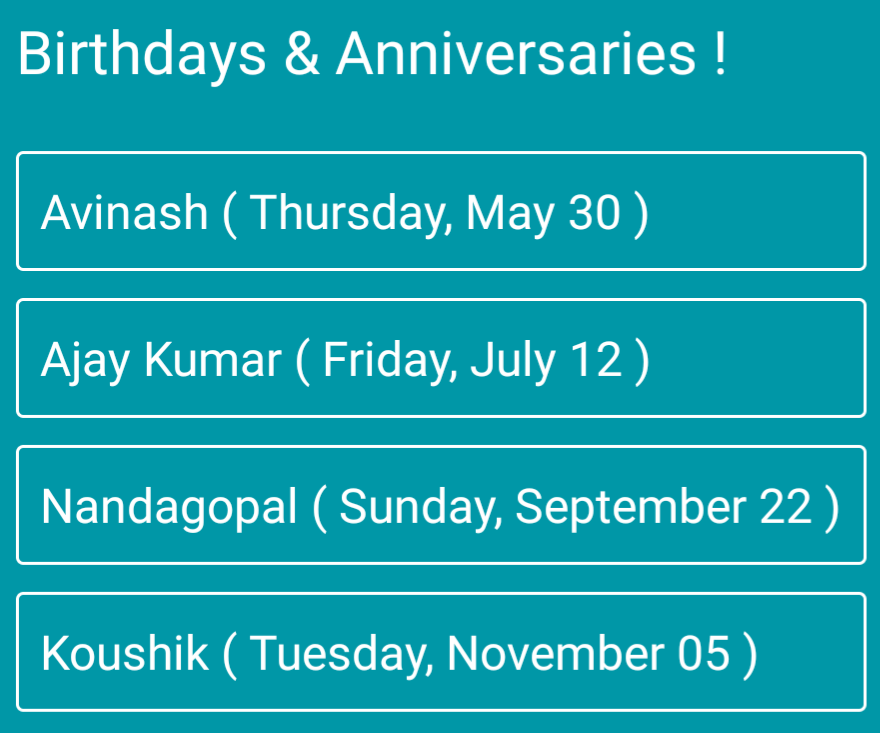 Birthdays & Anniversaries !
Avinash ( Thursday, May 30 )
Ajay Kumar ( Friday, July 12 )
Nandagopal ( Sunday, September 22 )
Koushik ( Tuesday, November 05 )